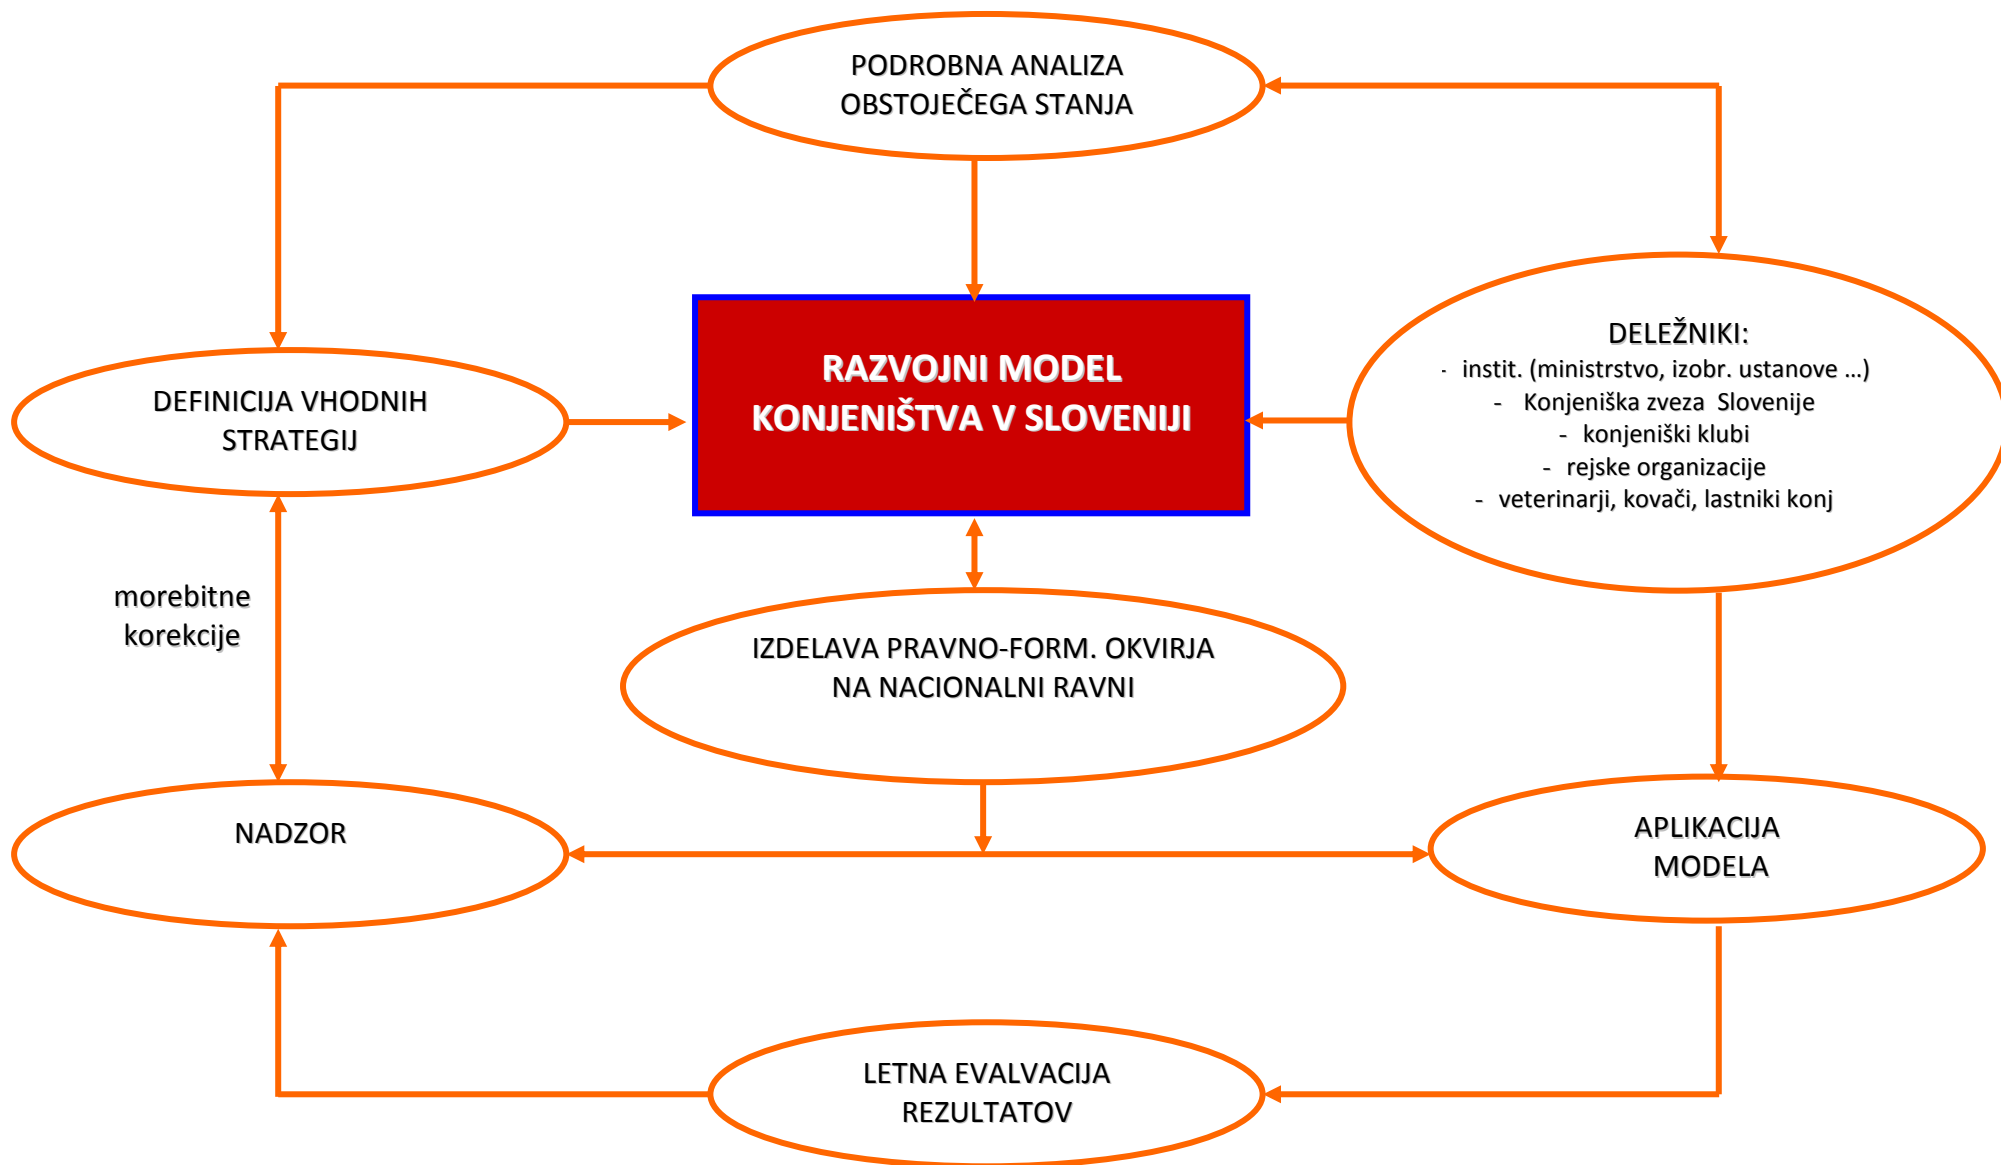 PODROBNA ANALIZA
OBSTOJEČEGA STANJA
DEFINICIJA VHODNIH
STRATEGIJ
RAZVOJNI MODEL
KONJENIŠTVA V SLOVENIJI
DELEŽNIKI:
- instit. (ministrstvo, izobr. ustanove …)
- Konjeniška zveza Slovenije
- konjeniški klubi
- rejske organizacije
- veterinarji, kovači, lastniki konj
morebitne
korekcije
IZDELAVA PRAVNO-FORM. OKVIRJA
NA NACIONALNI RAVNI
NADZOR
APLIKACIJA
MODELA
LETNA EVALVACIJA
REZULTATOV